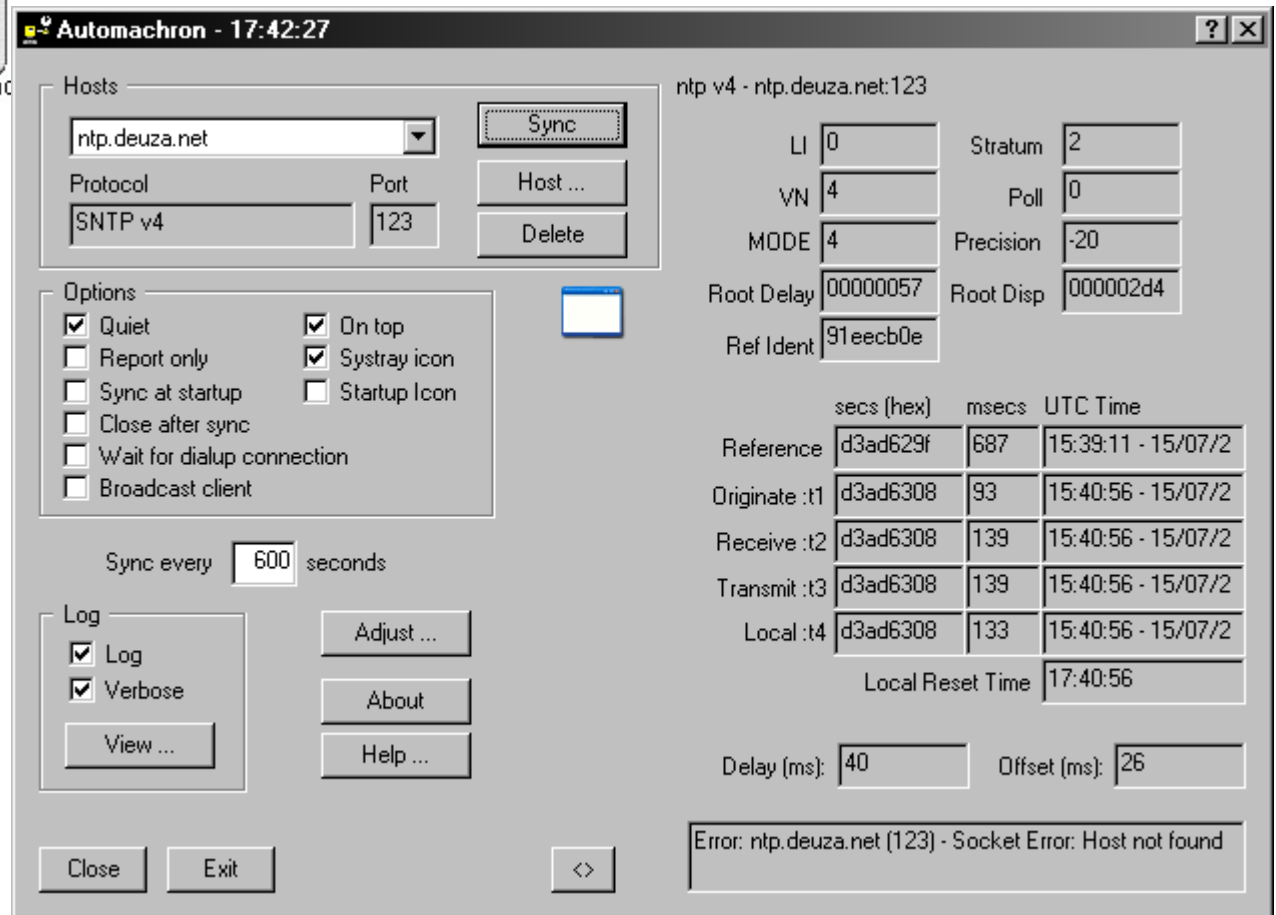 Automachron - 17:42:27
Hosts
ntp.deuza.net
Sync
Protocol
Port
Host ...
SNTP v4
123
Delete
Options
Quiet
On top
Report only
Systray icon
Sync at startup
Startup Icon
Close after sync
Wait for dialup connection
Broadcast client
Sync every 600 seconds
Log
Log
Verbose
View ...
Adjust ...
About
Help ...
Close
Exit
<>
ntp v4 - ntp.deuza.net:123
LI 0 Stratum 2
VN 4 Poll 0
MODE 4 Precision -20
Root Delay 00000057 Root Disp 000002d4
Ref Ident 91eecb0e
secs (hex) msecs UTC Time
Reference d3ad629f 687 15:39:11 - 15/07/2
Originate :t1 d3ad6308 93 15:40:56 - 15/07/2
Receive :t2 d3ad6308 139 15:40:56 - 15/07/2
Transmit :t3 d3ad6308 139 15:40:56 - 15/07/2
Local :t4 d3ad6308 133 15:40:56 - 15/07/2
Local Reset Time 17:40:56
Delay (ms): 40 Offset (ms): 26
Error: ntp.deuza.net (123) - Socket Error: Host not found